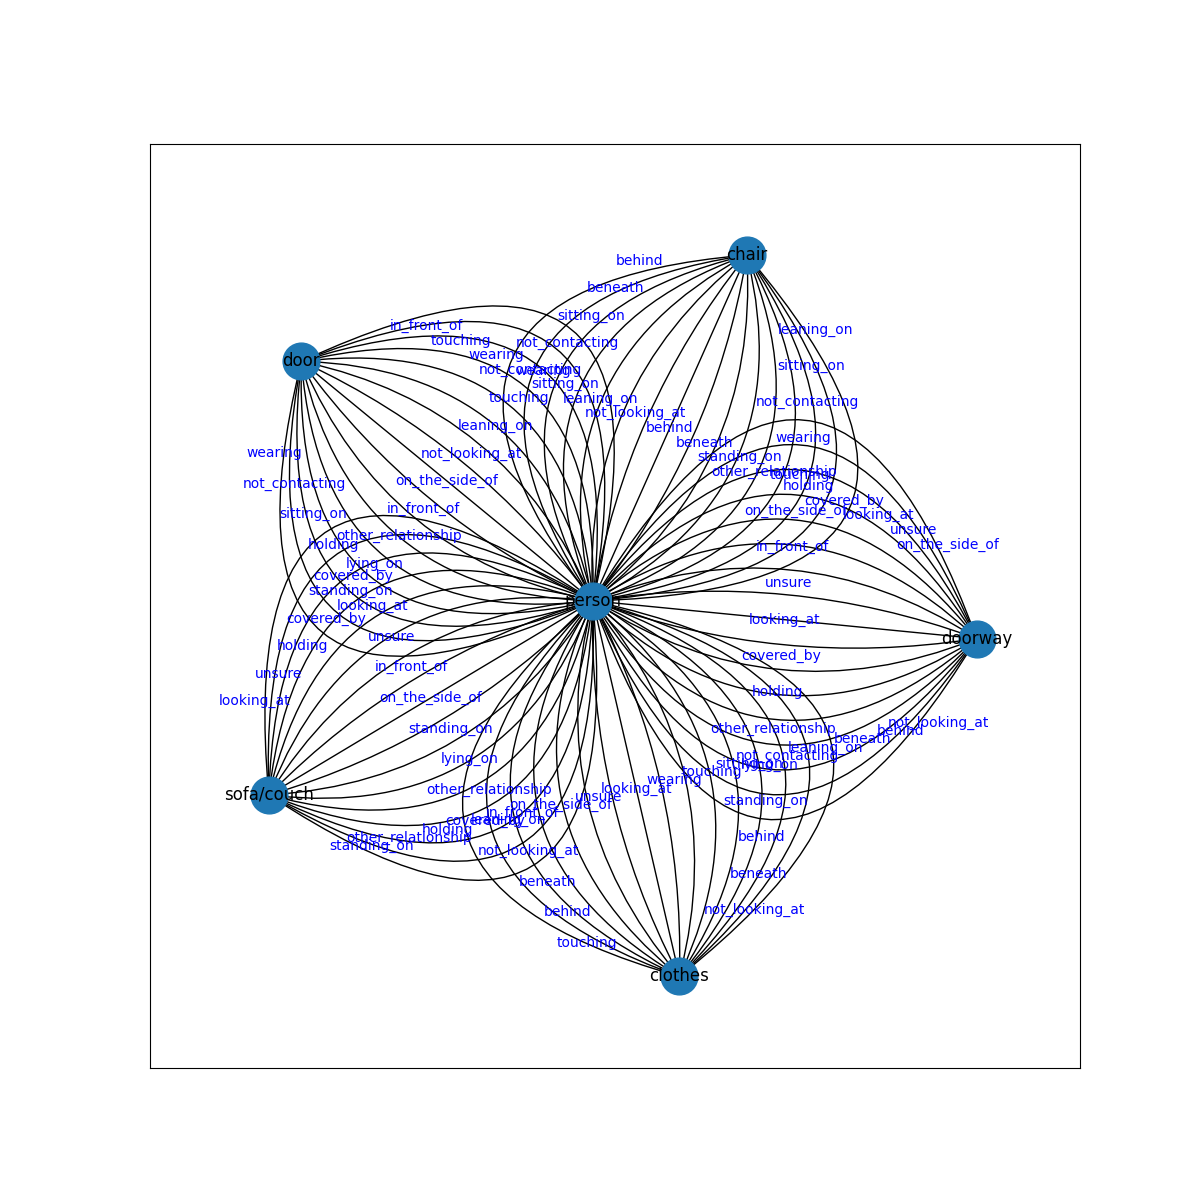 chair
behind
beneath
sitting_on
in_front_of
leaning_on
touching
not_contacting
wearing
door
sitting_on
not_contacting
wearing
sitting_on
touching
leaning_on
not_contacting
not_looking_at
leaning_on
behind
wearing
beneath
wearing
not_looking_at
standing_on
other_relationship
touching
on_the_side_of
not_contacting
holding
covered_by
in_front_of
on_the_side_of
looking_at
sitting_on
unsure
other_relationship
holding
in_front_of
on_the_side_of
lying_on
covered_by
unsure
standing_on
person
looking_at
covered_by
looking_at
unsure
doorway
holding
covered_by
in_front_of
unsure
holding
on_the_side_of
looking_at
not_looking_at
standing_on
other_relationship
behind
beneath
leaning_on
lying_on
not_contacting
sitting_on
lying_on
touching
wearing
looking_at
other_relationship
sofa/couch
unsure
standing_on
on_the_side_of
in_front_of
leaning_on
covered_by
holding
other_relationship
behind
standing_on
not_looking_at
beneath
beneath
not_looking_at
behind
touching
clothes